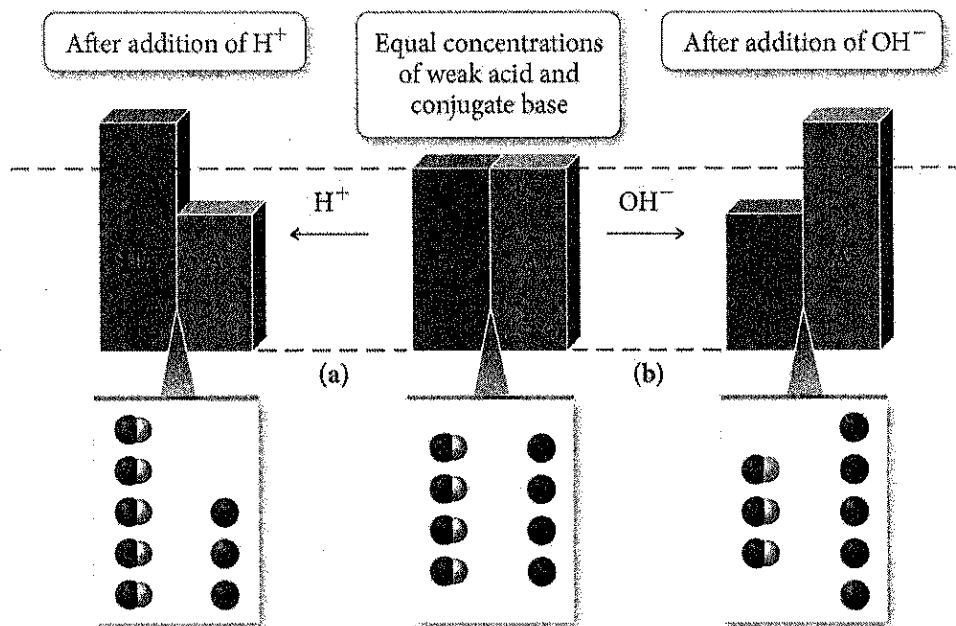 After addition of H⁺
Equal concentrations
of weak acid and
conjugate base
After addition of OH⁻
H⁺
OH⁻
(a)
(b)